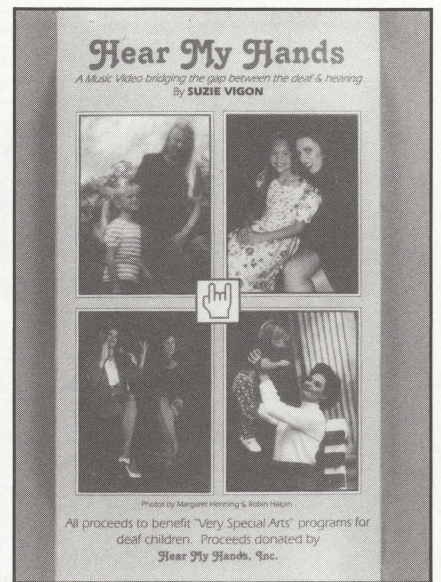 Hear My Hands
A Music Video bridging the gap between the deaf & hearing
By SUZIE VIGON
Photos by Margaret Henning & Robin Halpin
All proceeds to benefit "Very Special Arts" programs for
deaf children. Proceeds donated by
Hear My Hands, Inc.